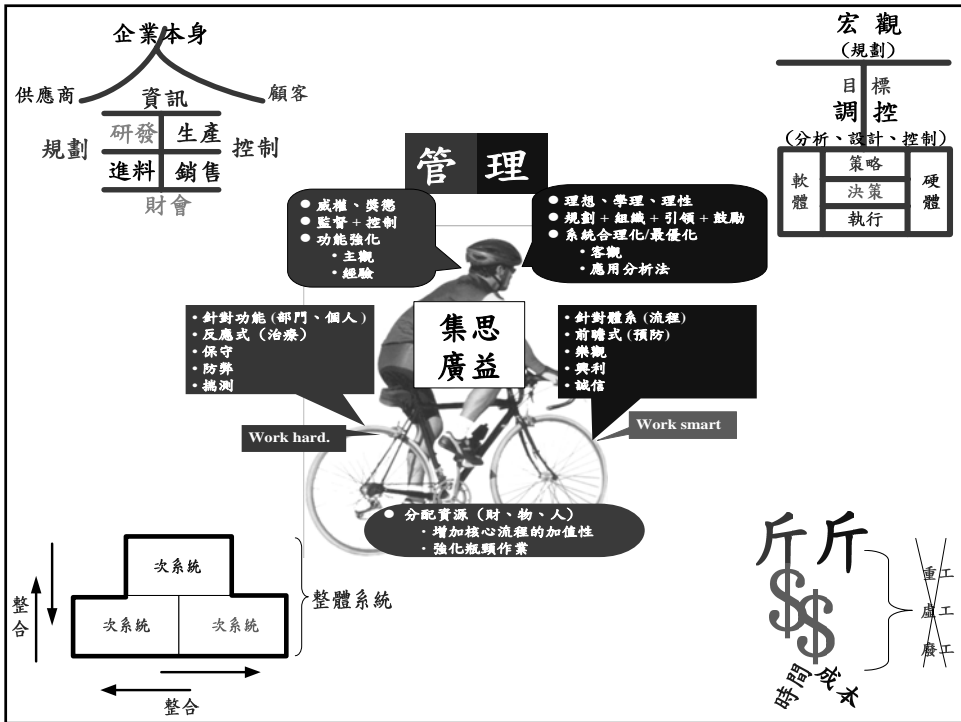 企業本身
供應商
顧客
資訊
研發
生產
規劃
控制
進料
銷售
財會
宏觀
(規劃)
目標
調控
(分析、設計、控制)
軟體
策略
決策
執行
硬體
管理
● 威權、獎懲
● 監督 + 控制
● 功能強化
・主觀
・經驗
● 理想、學理、理性
● 規劃 + 組織 + 引領 + 鼓勵
● 系統合理化/最優化
・客觀
・應用分析法
集思
廣益
・針對功能 (部門、個人)
・反應式 (治療)
・保守
・防弊
・揣測
・針對體系 (流程)
・前瞻式 (預防)
・樂觀
・興利
・誠信
Work hard.
Work smart
● 分配資源 (財、物、人)
・增加核心流程的加值性
・強化瓶頸作業
次系統
次系統
次系統
整合
整合
整體系統
斤斤
$$
時間成本
重工
虛工
廢工